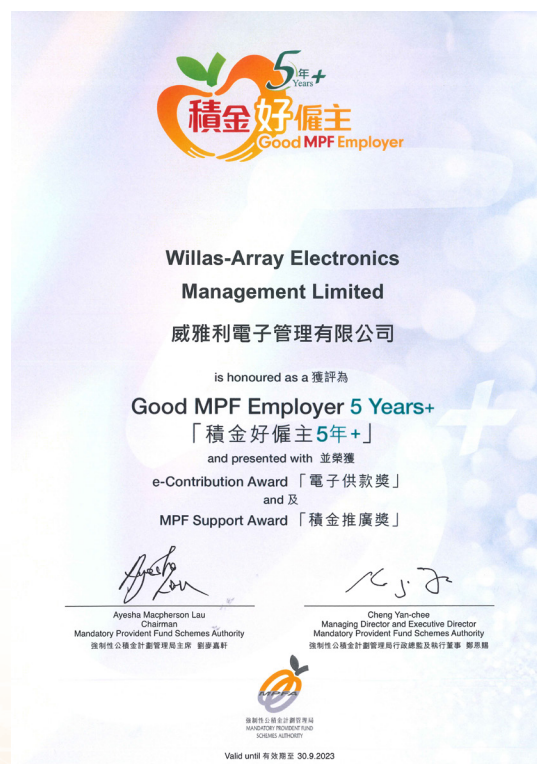 5年+
Years
積金好僱主
Good MPF Employer
Willas-Array Electronics
Management Limited
威雅利電子管理有限公司
is honoured as a 獲評為
Good MPF Employer 5 Years+
「積金好僱主5年+」
and presented with 並榮獲
e-Contribution Award 「電子供款獎」
and 及
MPF Support Award 「積金推廣獎」
Ayesha Lau
Ayesha Macpherson Lau
Chairman
Mandatory Provident Fund Schemes Authority
強制性公積金計劃管理局主席 劉麥嘉軒
Cheng Yan-chee
Managing Director and Executive Director
Mandatory Provident Fund Schemes Authority
強制性公積金計劃管理局行政總監及執行董事 鄭恩賜
MPFA
強制性公積金計劃管理局
MANDATORY PROVIDENT FUND
SCHEMES AUTHORITY
Valid until 有效期至 30.9.2023